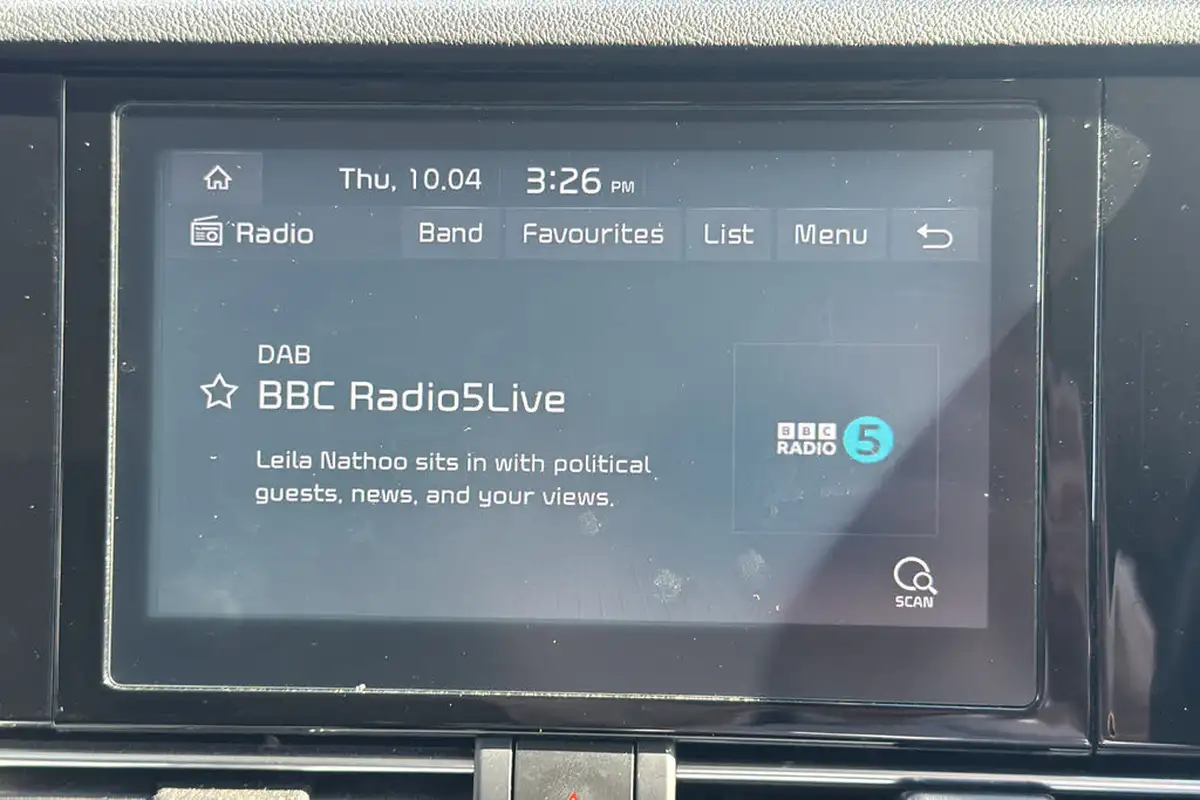 Thu, 10.04 3:26 PM
Radio Band Favourites List Menu
DAB
BBC Radio5Live
Leila Nathoo sits in with political
guests, news, and your views.
BBC
RADIO 5
SCAN